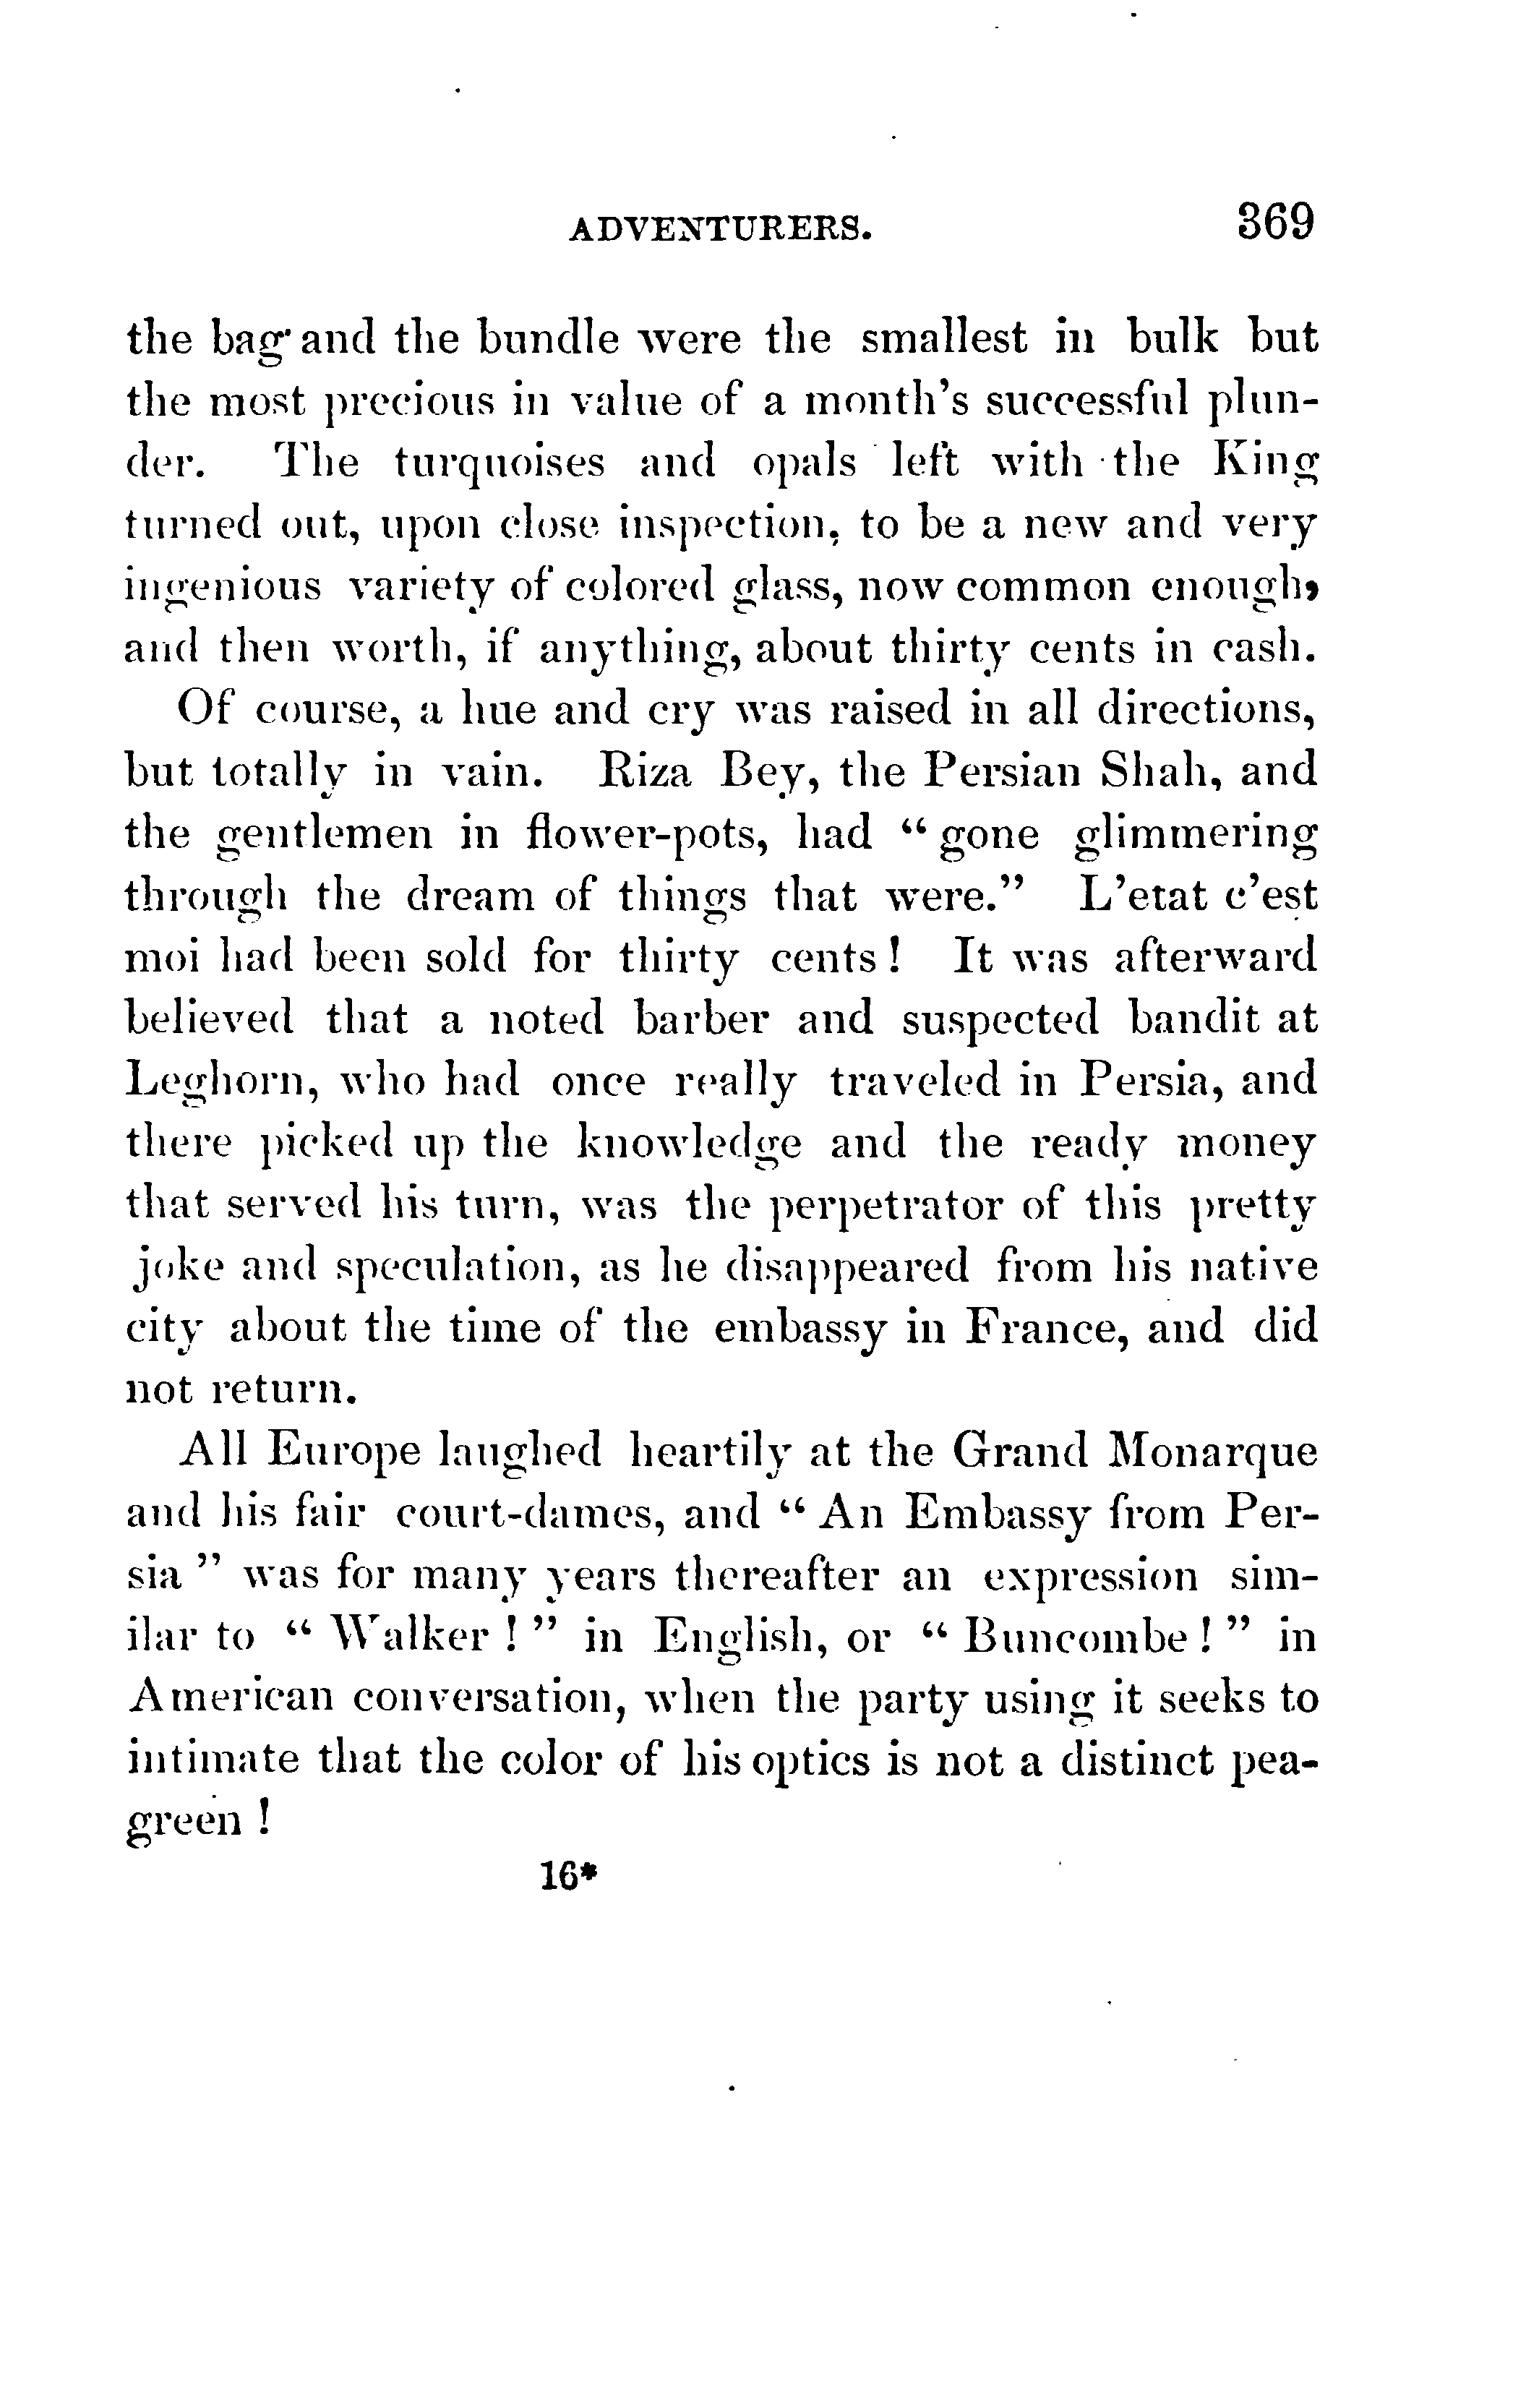 ADVENTURERS. 369
the bag and the bundle were the smallest in bulk but
the most precious in value of a month's successful plun-
der. The turquoises and opals left with the King
turned out, upon close inspection, to be a new and very
ingenious variety of colored glass, now common enough,
and then worth, if anything, about thirty cents in cash.
Of course, a hue and cry was raised in all directions,
but totally in vain. Riza Bey, the Persian Shah, and
the gentlemen in flower-pots, had “ gone glimmering
through the dream of things that were.” L'etat c'est
moi had been sold for thirty cents ! It was afterward
believed that a noted barber and suspected bandit at
Leghorn, who had once really traveled in Persia, and
there picked up the knowledge and the ready money
that served his turn, was the perpetrator of this pretty
joke and speculation, as he disappeared from his native
city about the time of the embassy in France, and did
not return.
All Europe laughed heartily at the Grand Monarque
and his fair court-dames, and “ An Embassy from Per-
sia ” was for many years thereafter an expression sim-
ilar to “ Walker ! ” in English, or “ Buncombe ! ” in
American conversation, when the party using it seeks to
intimate that the color of his optics is not a distinct pea-
green !
16*